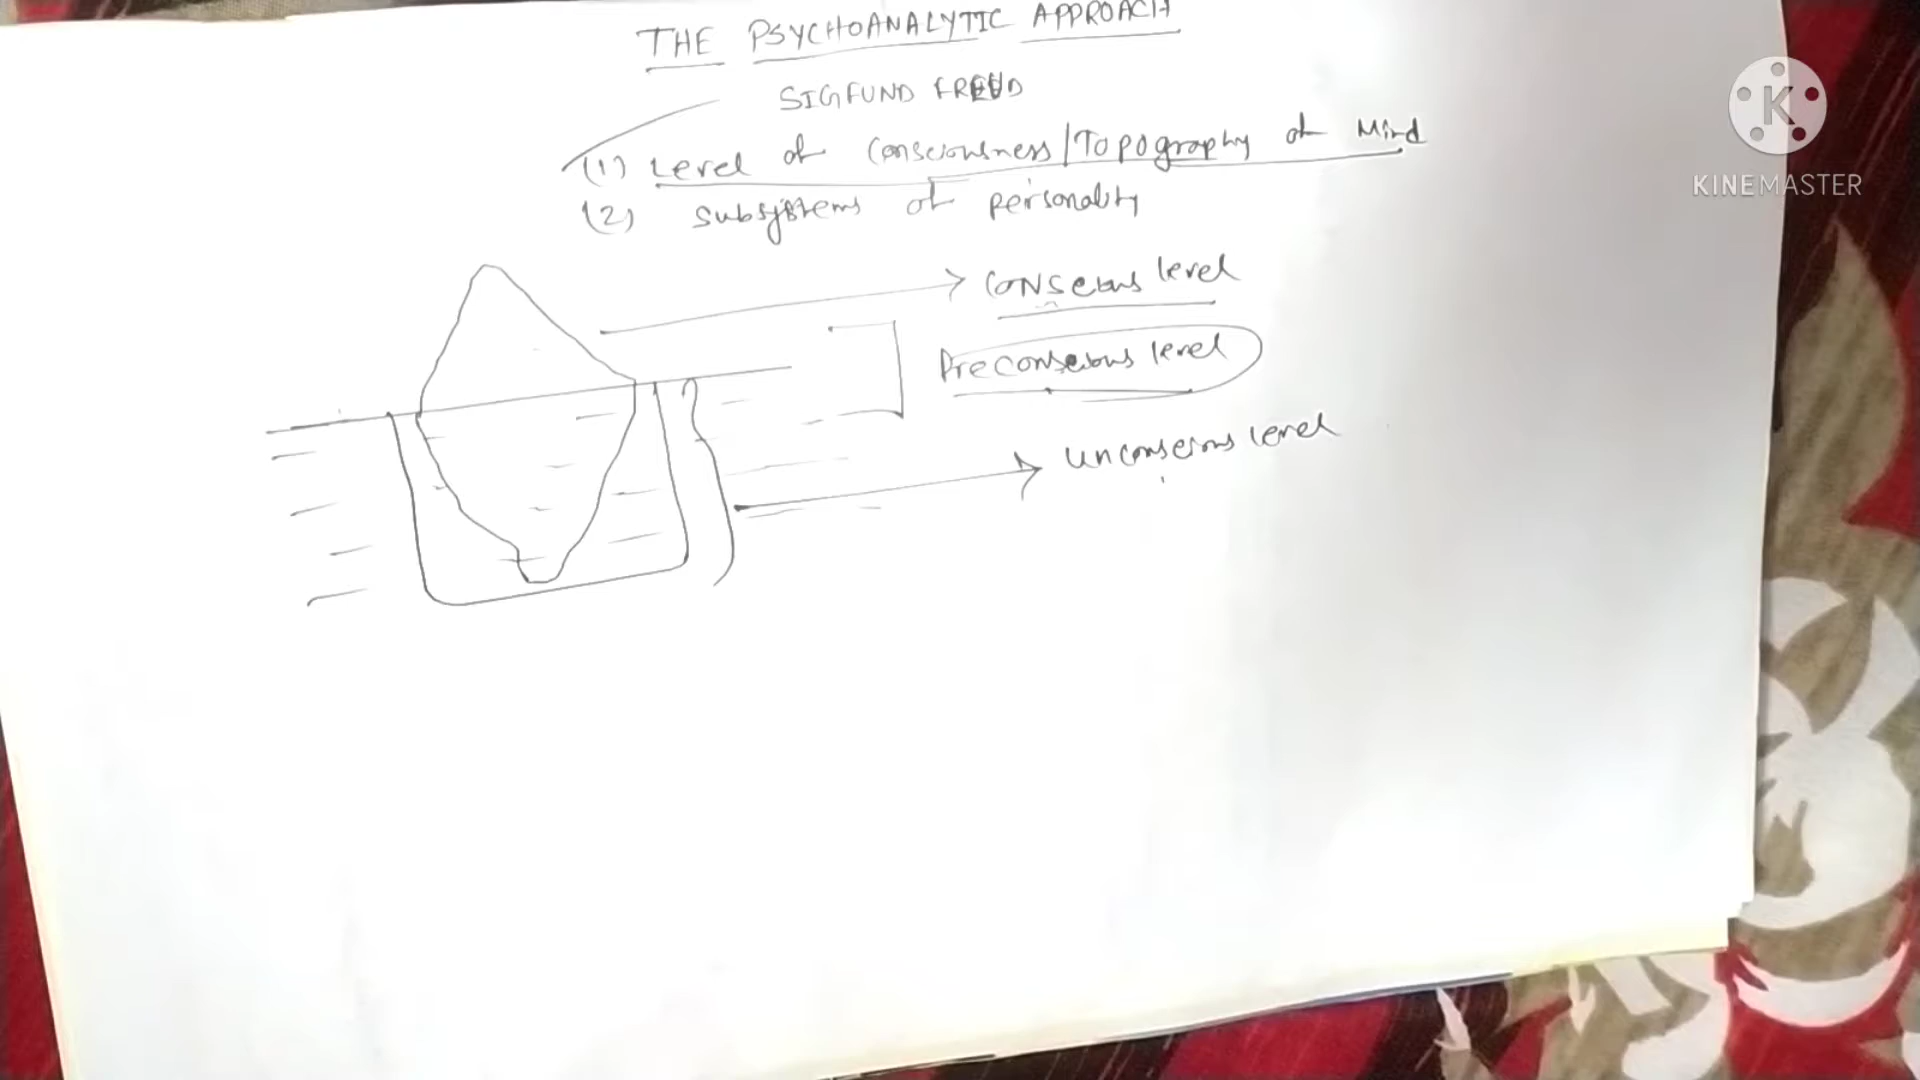 THE PSYCHOANALYTIC APPROACH
SIGFUND FREUD
(1) Level of Consciousness/Topography of Mind
(2) subsystems of personality
CONScious level
Preconscious level
unconscious level
KINEMASTER